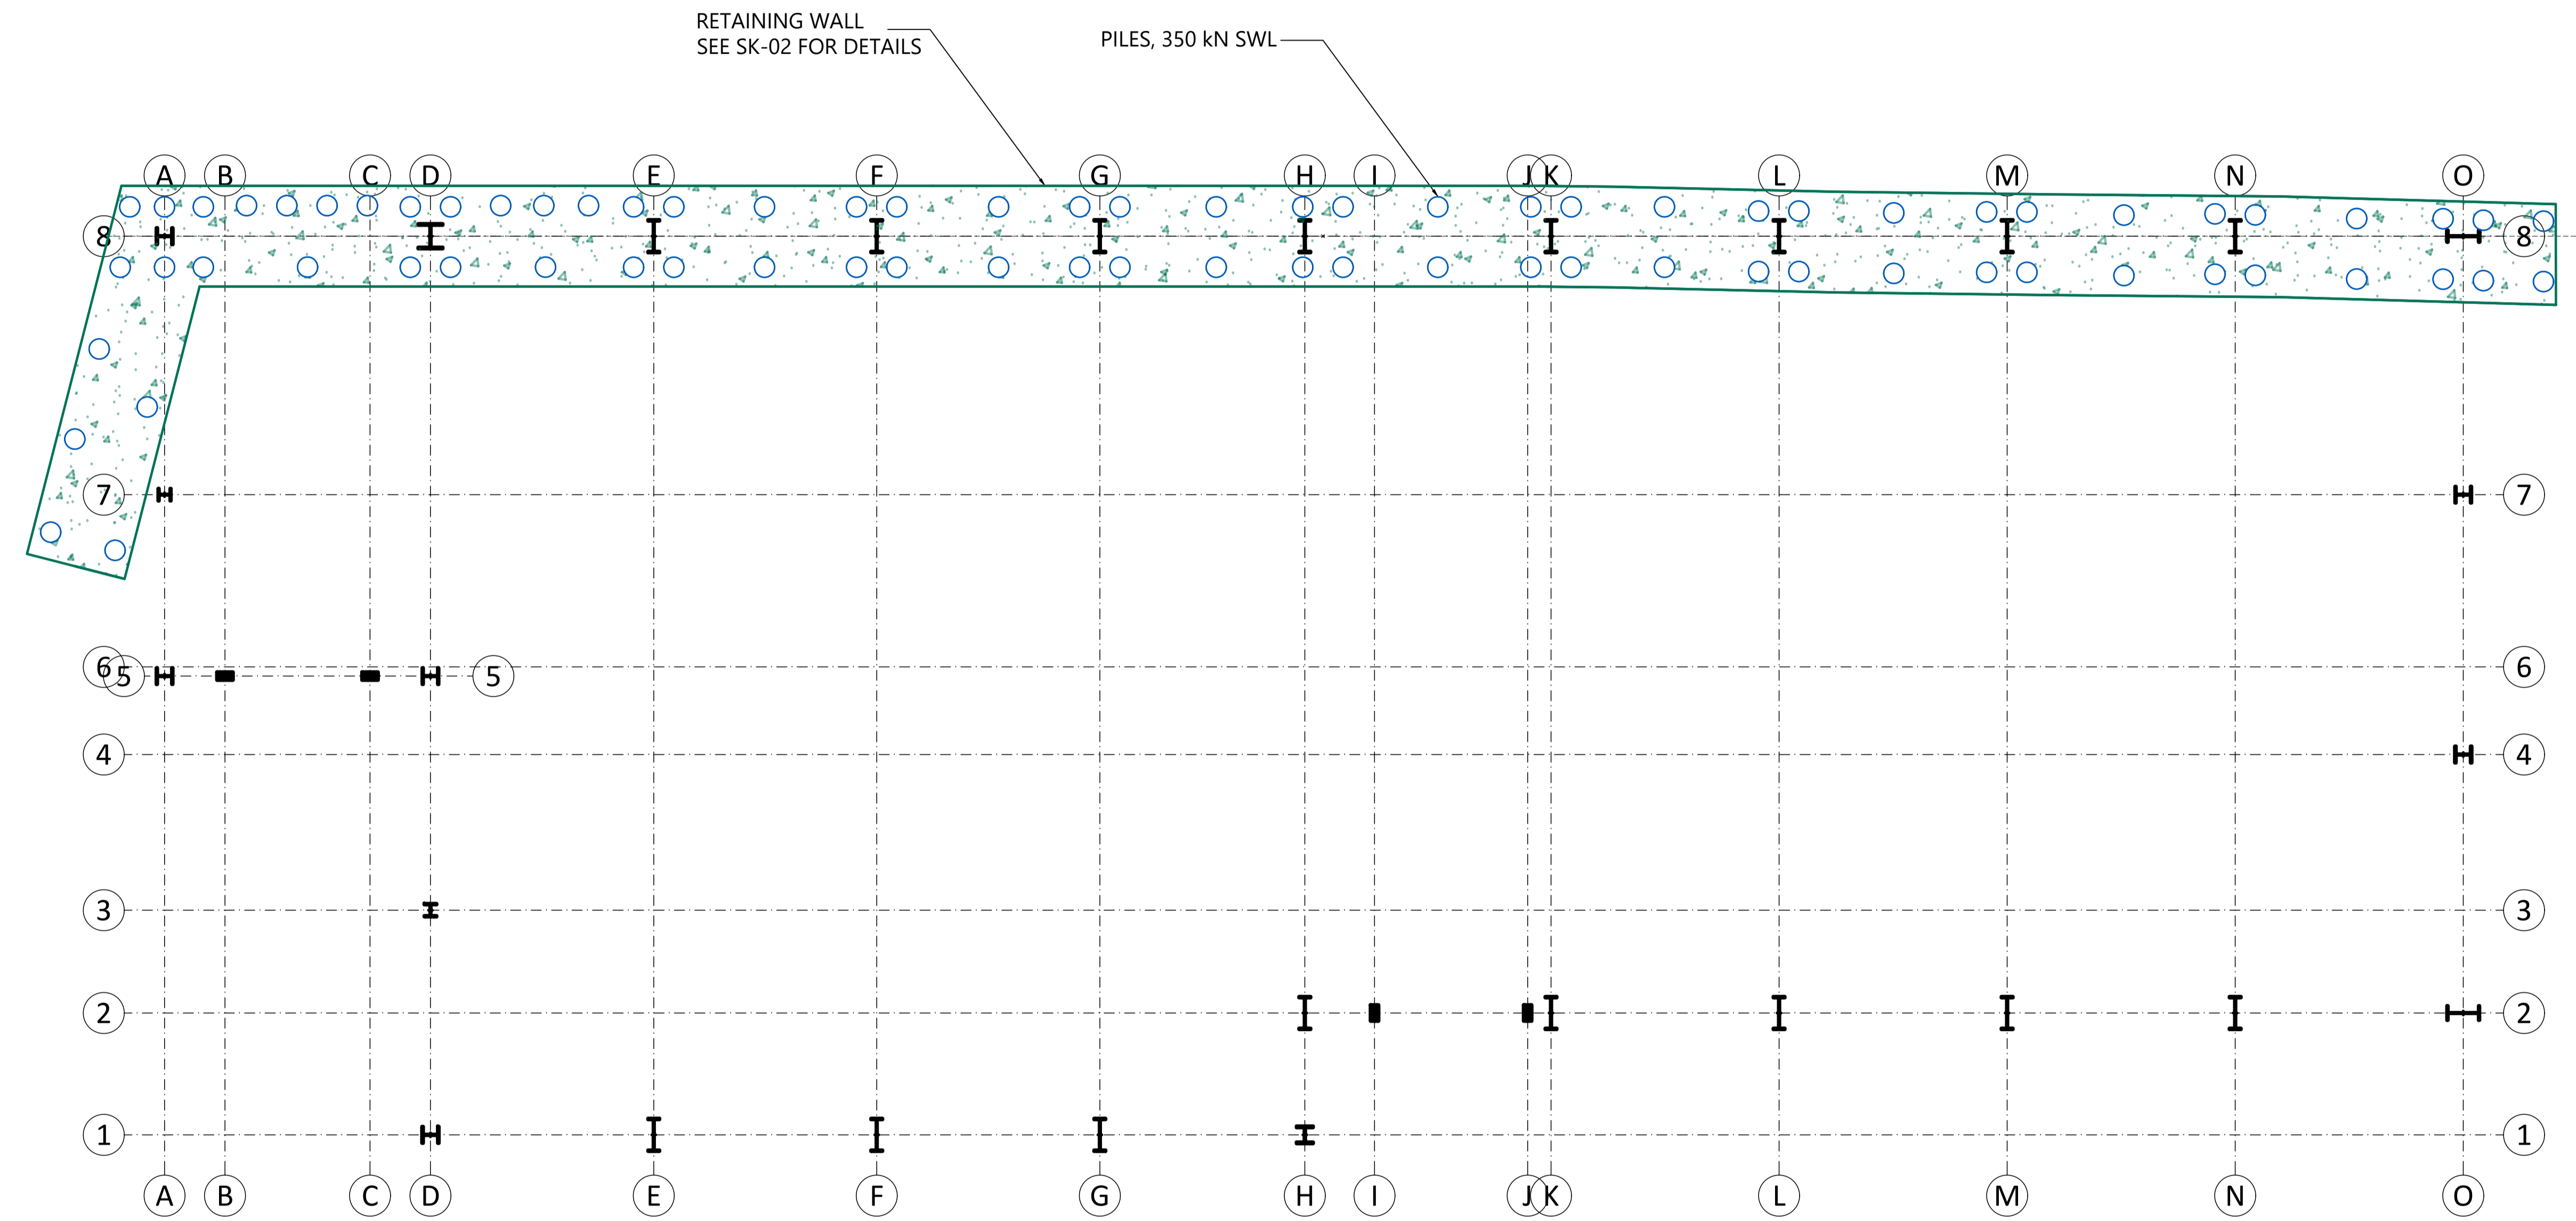 RETAINING WALL
SEE SK-02 FOR DETAILS
PILES, 350 kN SWL
A B C D E F G H I J K L M N O
8 8
7 7
6 6
5 5
4 4
3 3
2 2
1 1
A B C D E F G H I J K L M N O